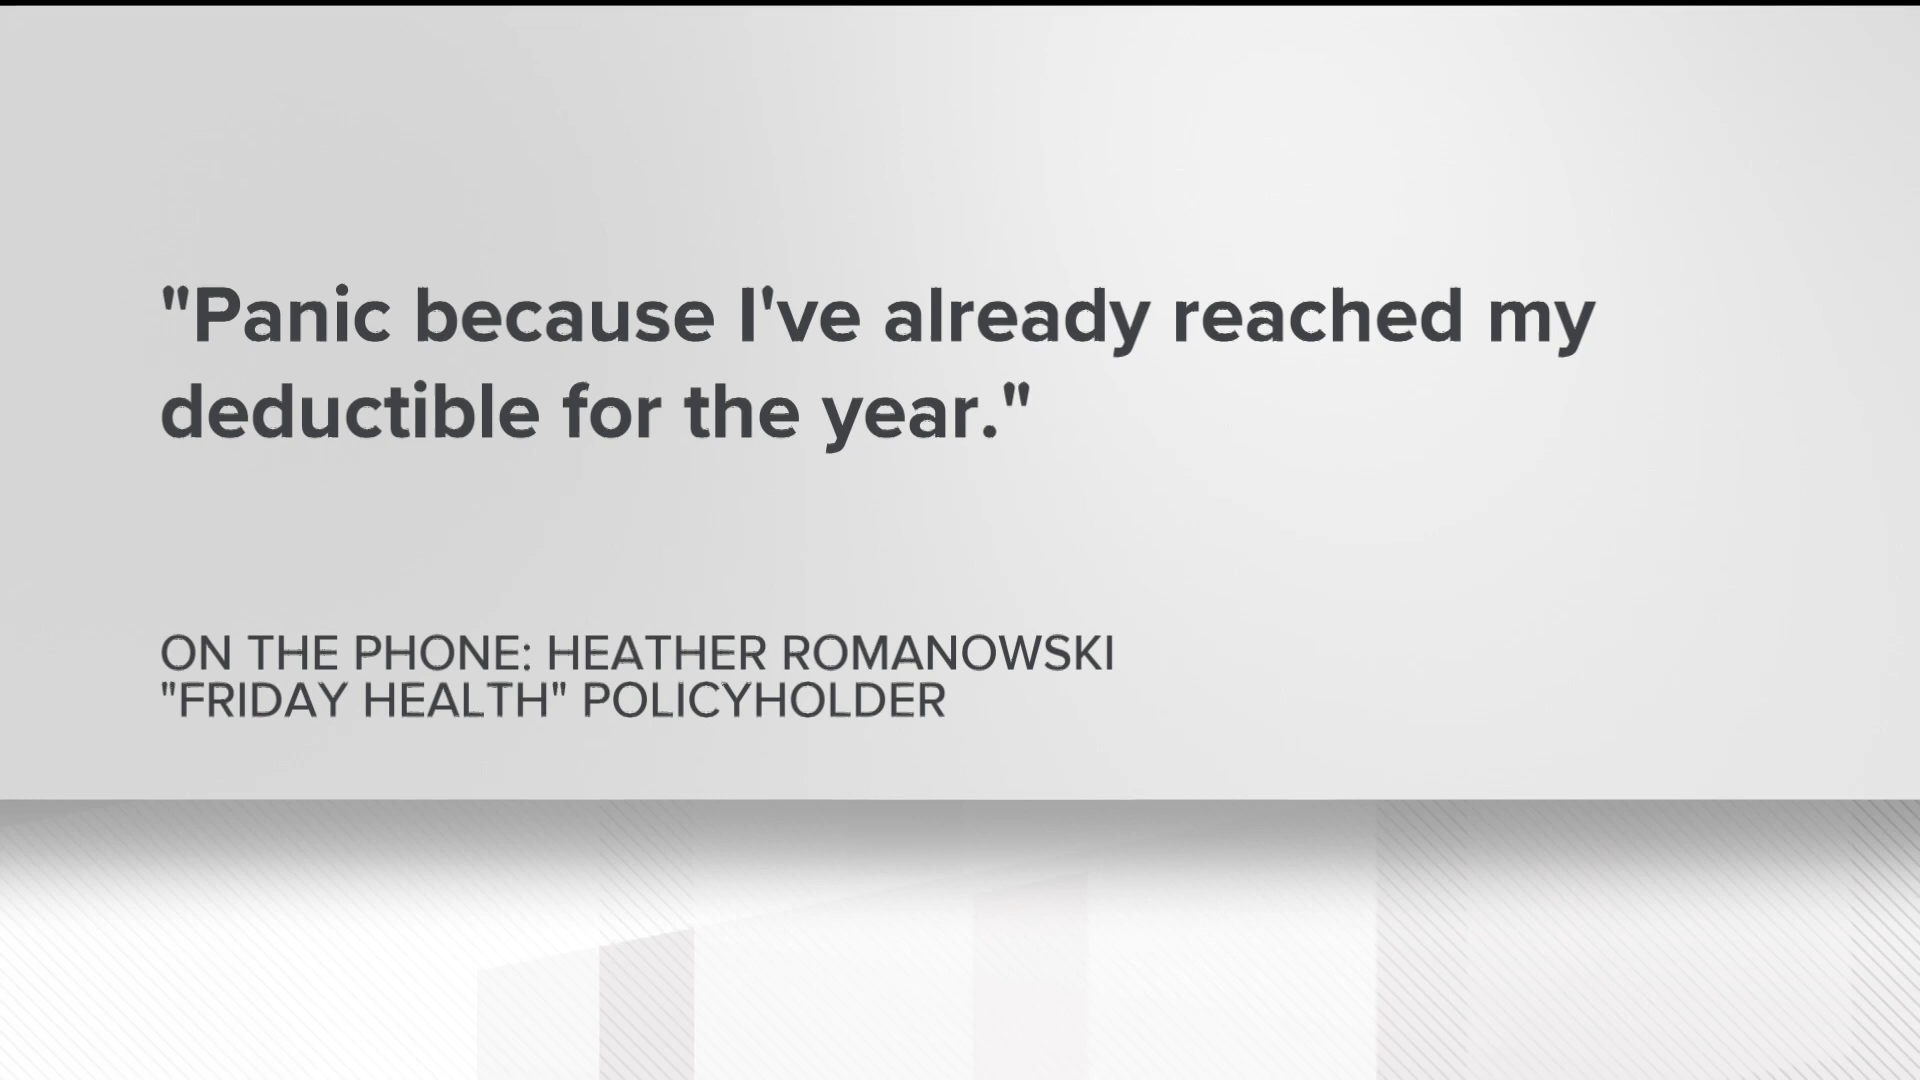 "Panic because I've already reached my
deductible for the year."
ON THE PHONE: HEATHER ROMANOWSKI
"FRIDAY HEALTH" POLICYHOLDER